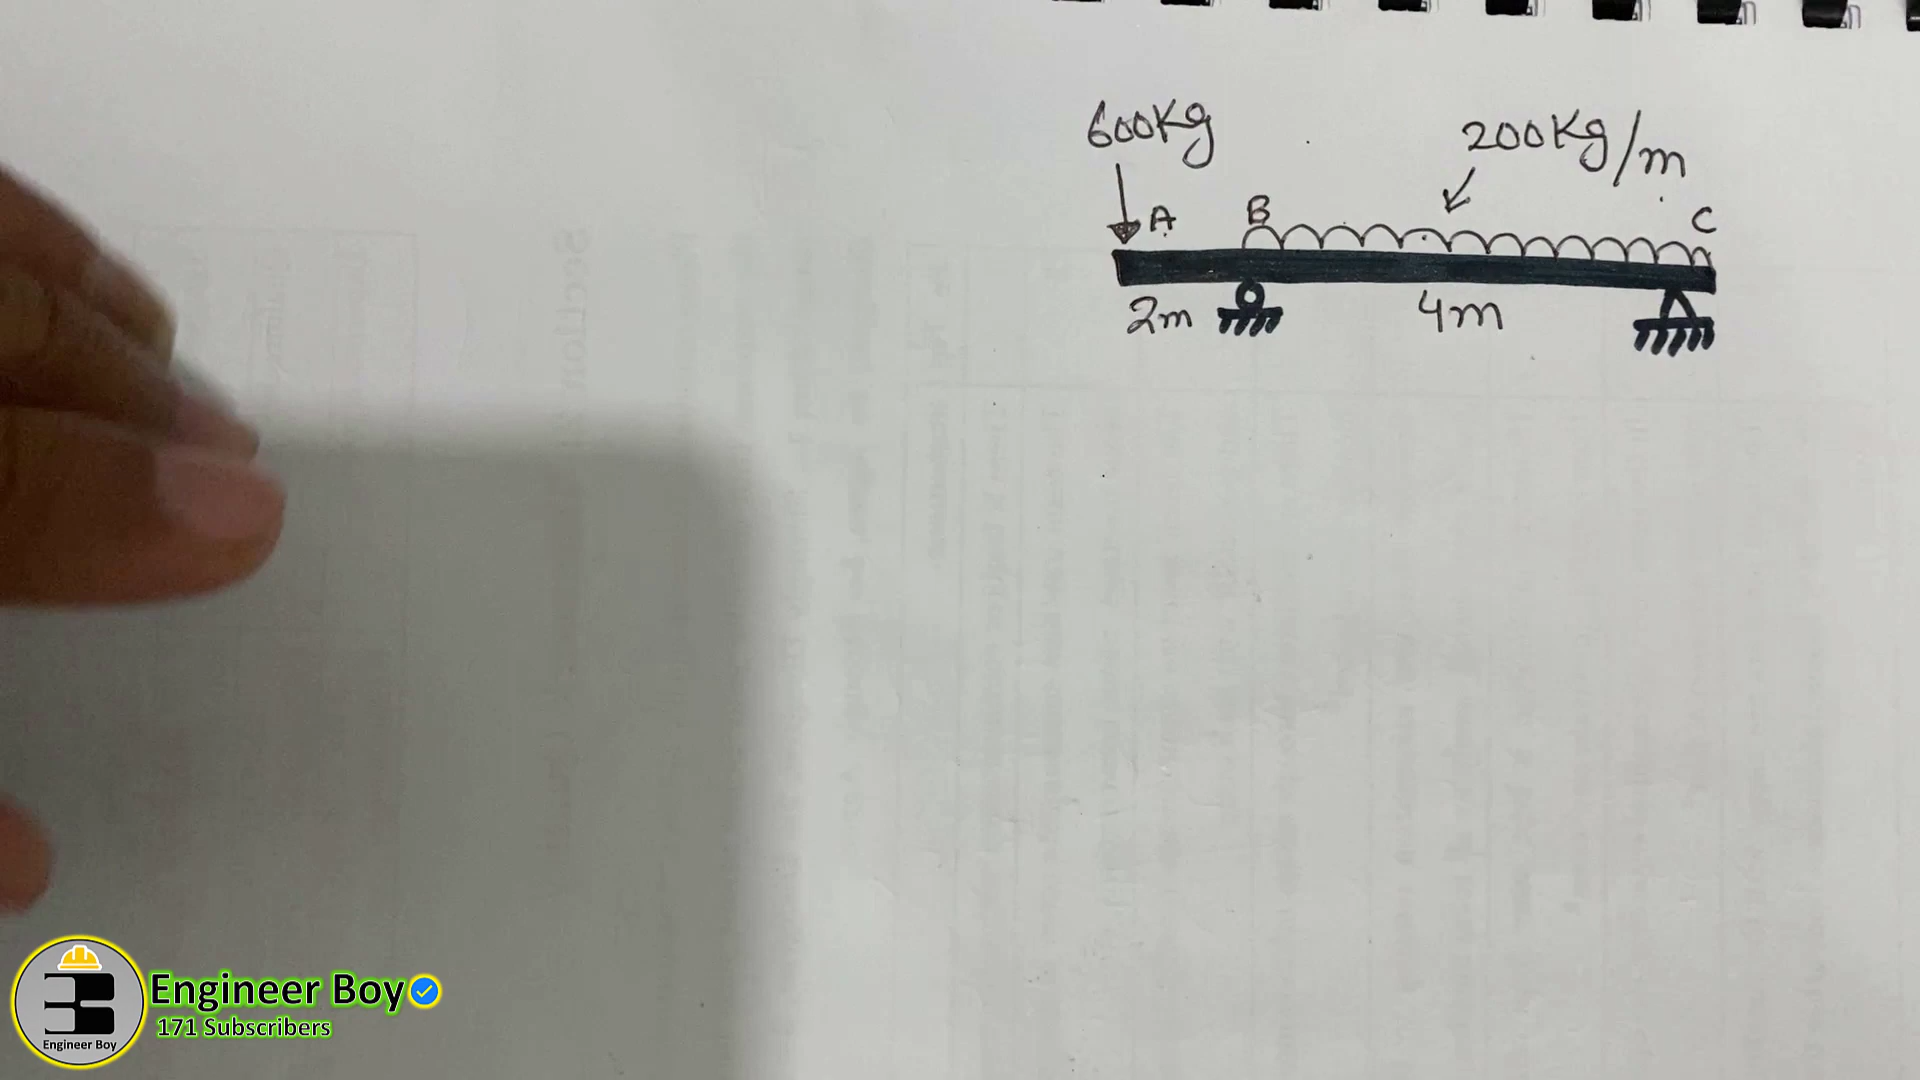 600Kg
200Kg/m
A
B
C
2m
4m
Engineer Boy
171 Subscribers
Engineer Boy